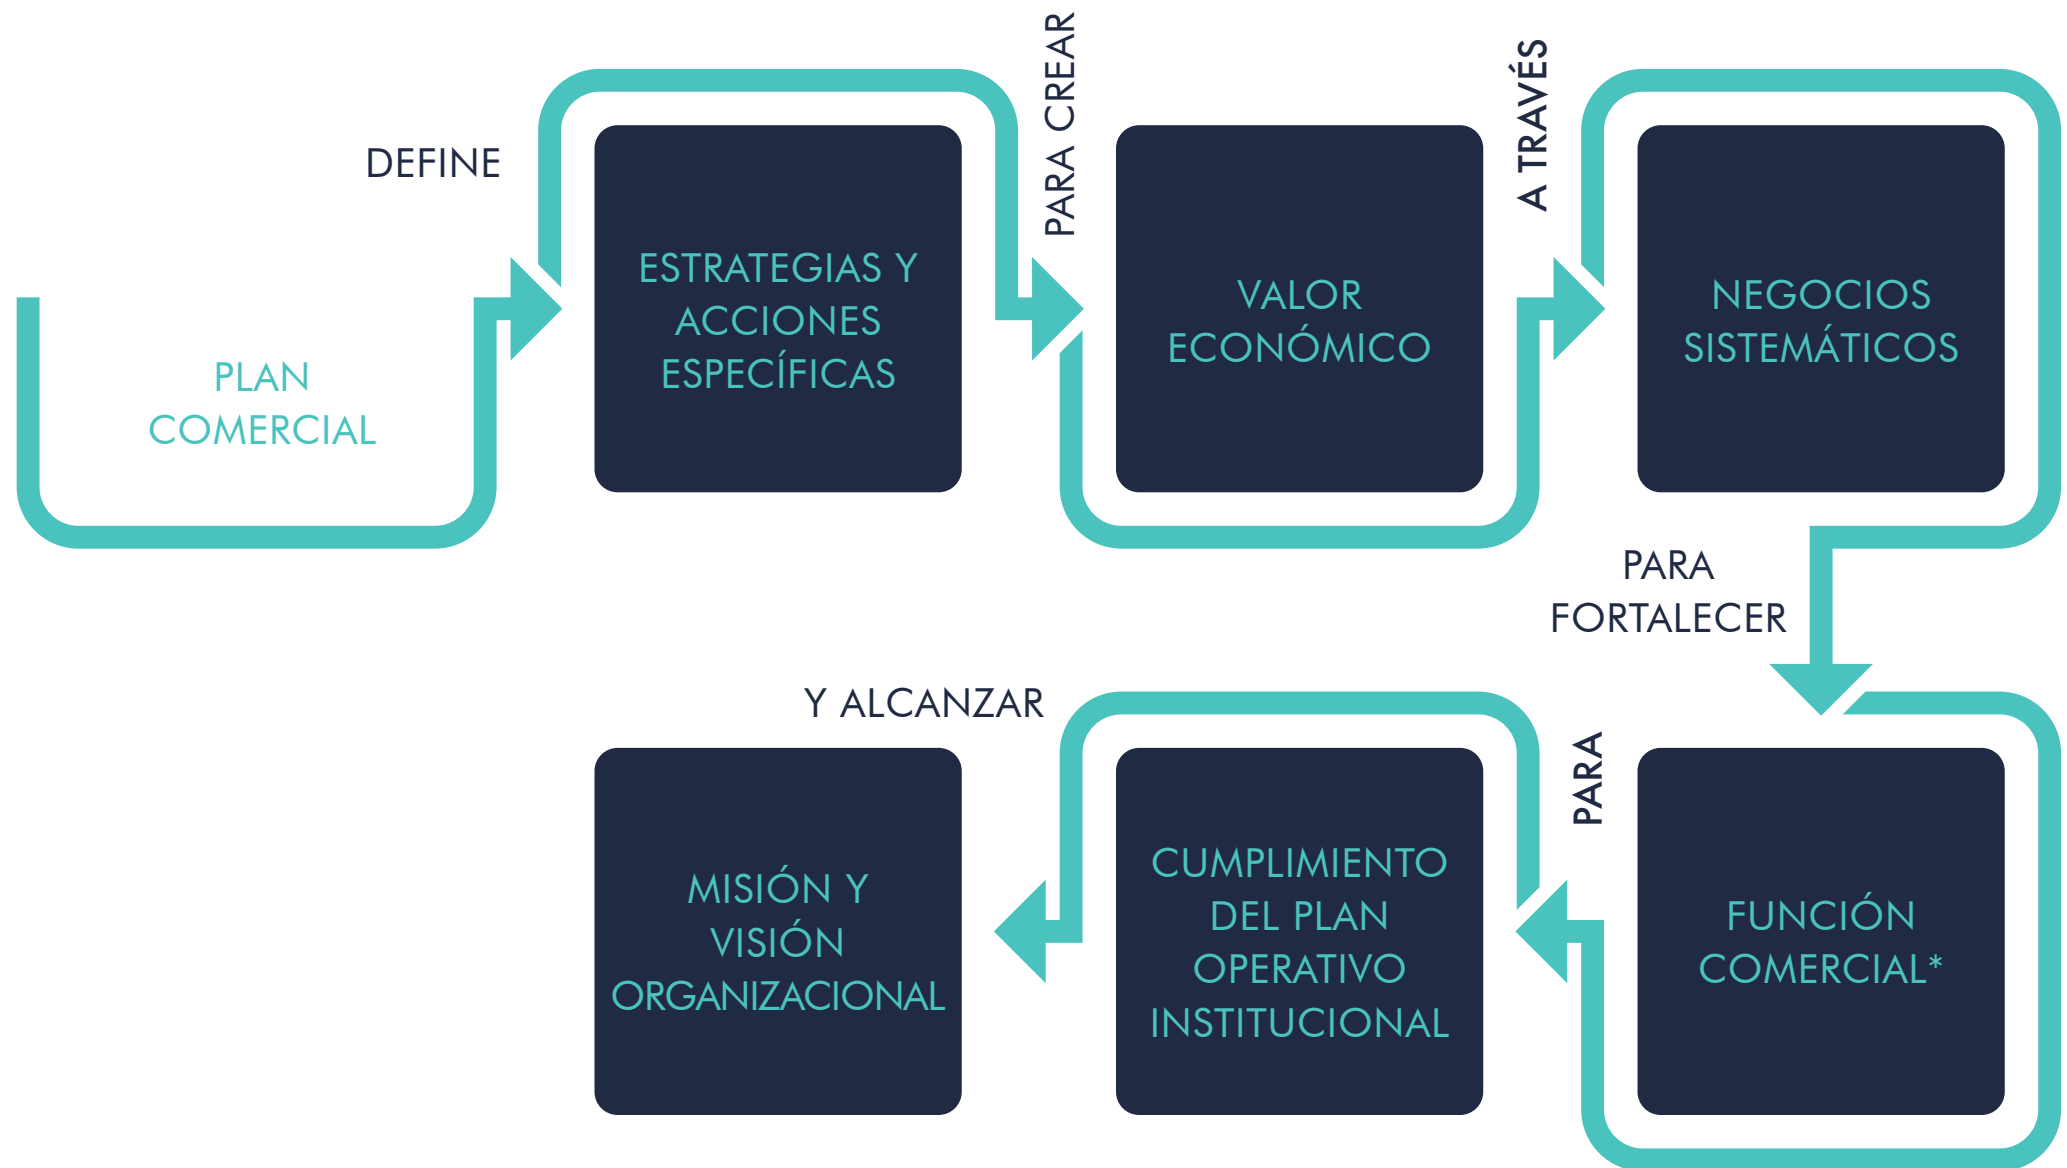 PLAN
COMERCIAL
DEFINE
ESTRATEGIAS Y
ACCIONES
ESPECÍFICAS
PARA CREAR
VALOR
ECONÓMICO
A TRAVÉS
NEGOCIOS
SISTEMÁTICOS
PARA
FORTALECER
FUNCIÓN
COMERCIAL*
PARA
CUMPLIMIENTO
DEL PLAN
OPERATIVO
INSTITUCIONAL
Y ALCANZAR
MISIÓN Y
VISIÓN
ORGANIZACIONAL